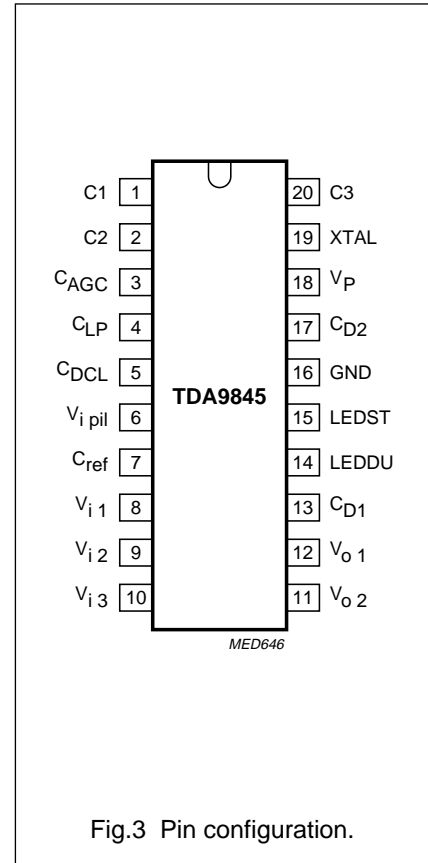 C1 1 20 C3
C2 2 19 XTAL
CAGC 3 18 VP
CLP 4 17 CD2
CDCL 5 16 GND
TDA9845
Vi pil 6 15 LEDST
Cref 7 14 LEDDU
Vi 1 8 13 CD1
Vi 2 9 12 Vo 1
Vi 3 10 11 Vo 2
MED646
Fig.3 Pin configuration.